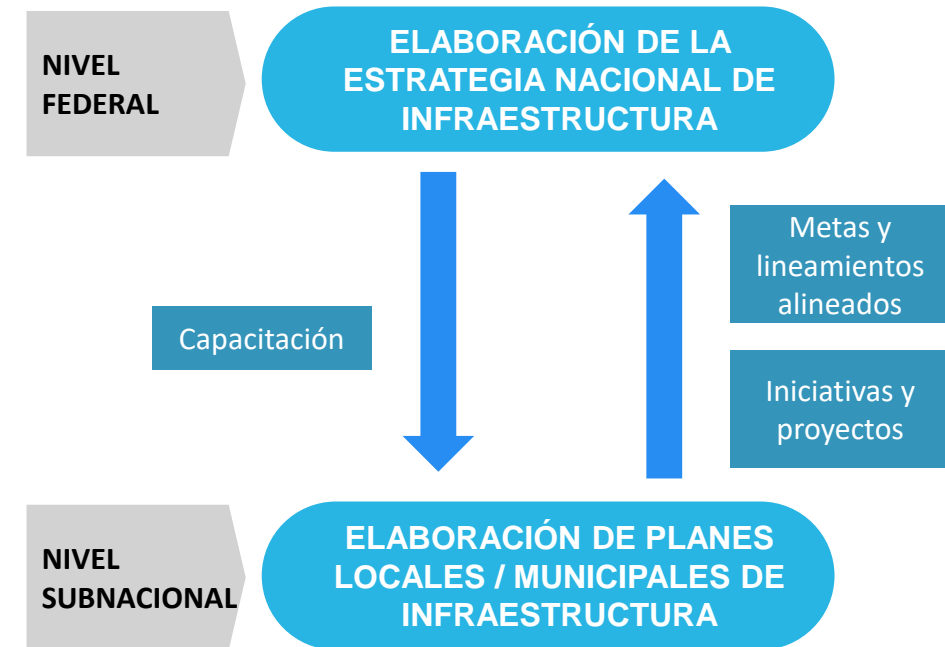 NIVEL
FEDERAL
ELABORACIÓN DE LA
ESTRATEGIA NACIONAL DE
INFRAESTRUCTURA
Capacitación
Metas y
lineamientos
alineados
Iniciativas y
proyectos
NIVEL
SUBNACIONAL
ELABORACIÓN DE PLANES
LOCALES / MUNICIPALES DE
INFRAESTRUCTURA